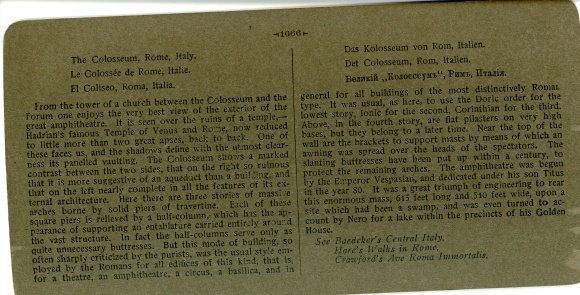 1666
The Colosseum, Rome, Italy.
Le Colossée de Rome, Italie.
El Coliseo, Roma, Italia.
From the tower of a church between the Colosseum and the
Forum one enjoys the very best view of the exterior of the
great amphitheatre. It is seen over the ruins of a temple,—
Hadrian's famous Temple of Venus and Rome, now reduced
to little more than two great apses, back to back. One of
these faces us, and the shadows define with the utmost clear-
ness its panelled vaulting. The Colosseum shows a marked
contrast between the two sides, that on the right so ruinous
that it is more suggestive of an aqueduct than a building, and
that on the left nearly complete in all the features of its ex-
ternal architecture. Here there are three stories of massive
arches borne by solid piers of travertine. Each of these
square piers is relieved by a half-column, which has the ap-
pearance of supporting an entablature carried entirely around
the vast structure. In fact the half-columns serve only as
quite unnecessary buttresses. But this mode of building, so
often sharply criticized by the purists, was the usual style em-
ployed by the Romans for all edifices of this kind, that is,
for a theatre, an amphitheatre, a circus, a basilica, and in
Das Kolosseum von Rom, Italien.
Det Colosseum, Rom, Italien.
Великій „Колоссеумъ", Римъ, Италія.
general for all buildings of the most distinctively Roman
type. It was usual, as here, to use the Doric order for the
lowest story, Ionic for the second, Corinthian for the third.
Above, in the fourth story, are flat pilasters on very high
bases, but they belong to a later time. Near the top of the
wall are the brackets to support masts, by means of which an
awning was spread over the heads of the spectators. The
slanting buttresses have been put up within a century, to
protect the remaining arches. The amphitheatre was begun
by the Emperor Vespasian, and dedicated under his son Titus
in the year 80. It was a great triumph of engineering to rear
this enormous mass, 615 feet long and 510 feet wide, upon a
site which had been a swamp, and was even turned to ac-
count by Nero for a lake within the precincts of his Golden
House.
See Baedeker's Central Italy,
Hare's Walks in Rome,
Crawford's Ave Roma Immortalis.